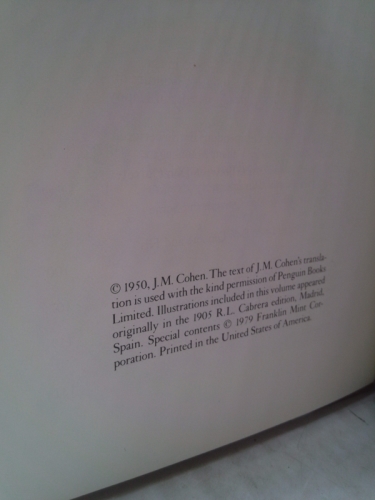 © 1950, J.M. Cohen. The text of J.M. Cohen's transla-
tion is used with the kind permission of Penguin Books
Limited. Illustrations included in this volume appeared
originally in the 1905 R.L. Cabrera edition, Madrid,
Spain. Special contents © 1979 Franklin Mint Cor-
poration. Printed in the United States of America.